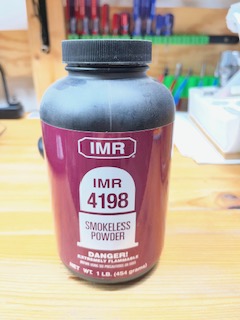 IMR
IMR
4198
SMOKELESS
POWDER
DANGER!
EXTREMELY FLAMMABLE
NET WT. 1 LB. (454 grams)